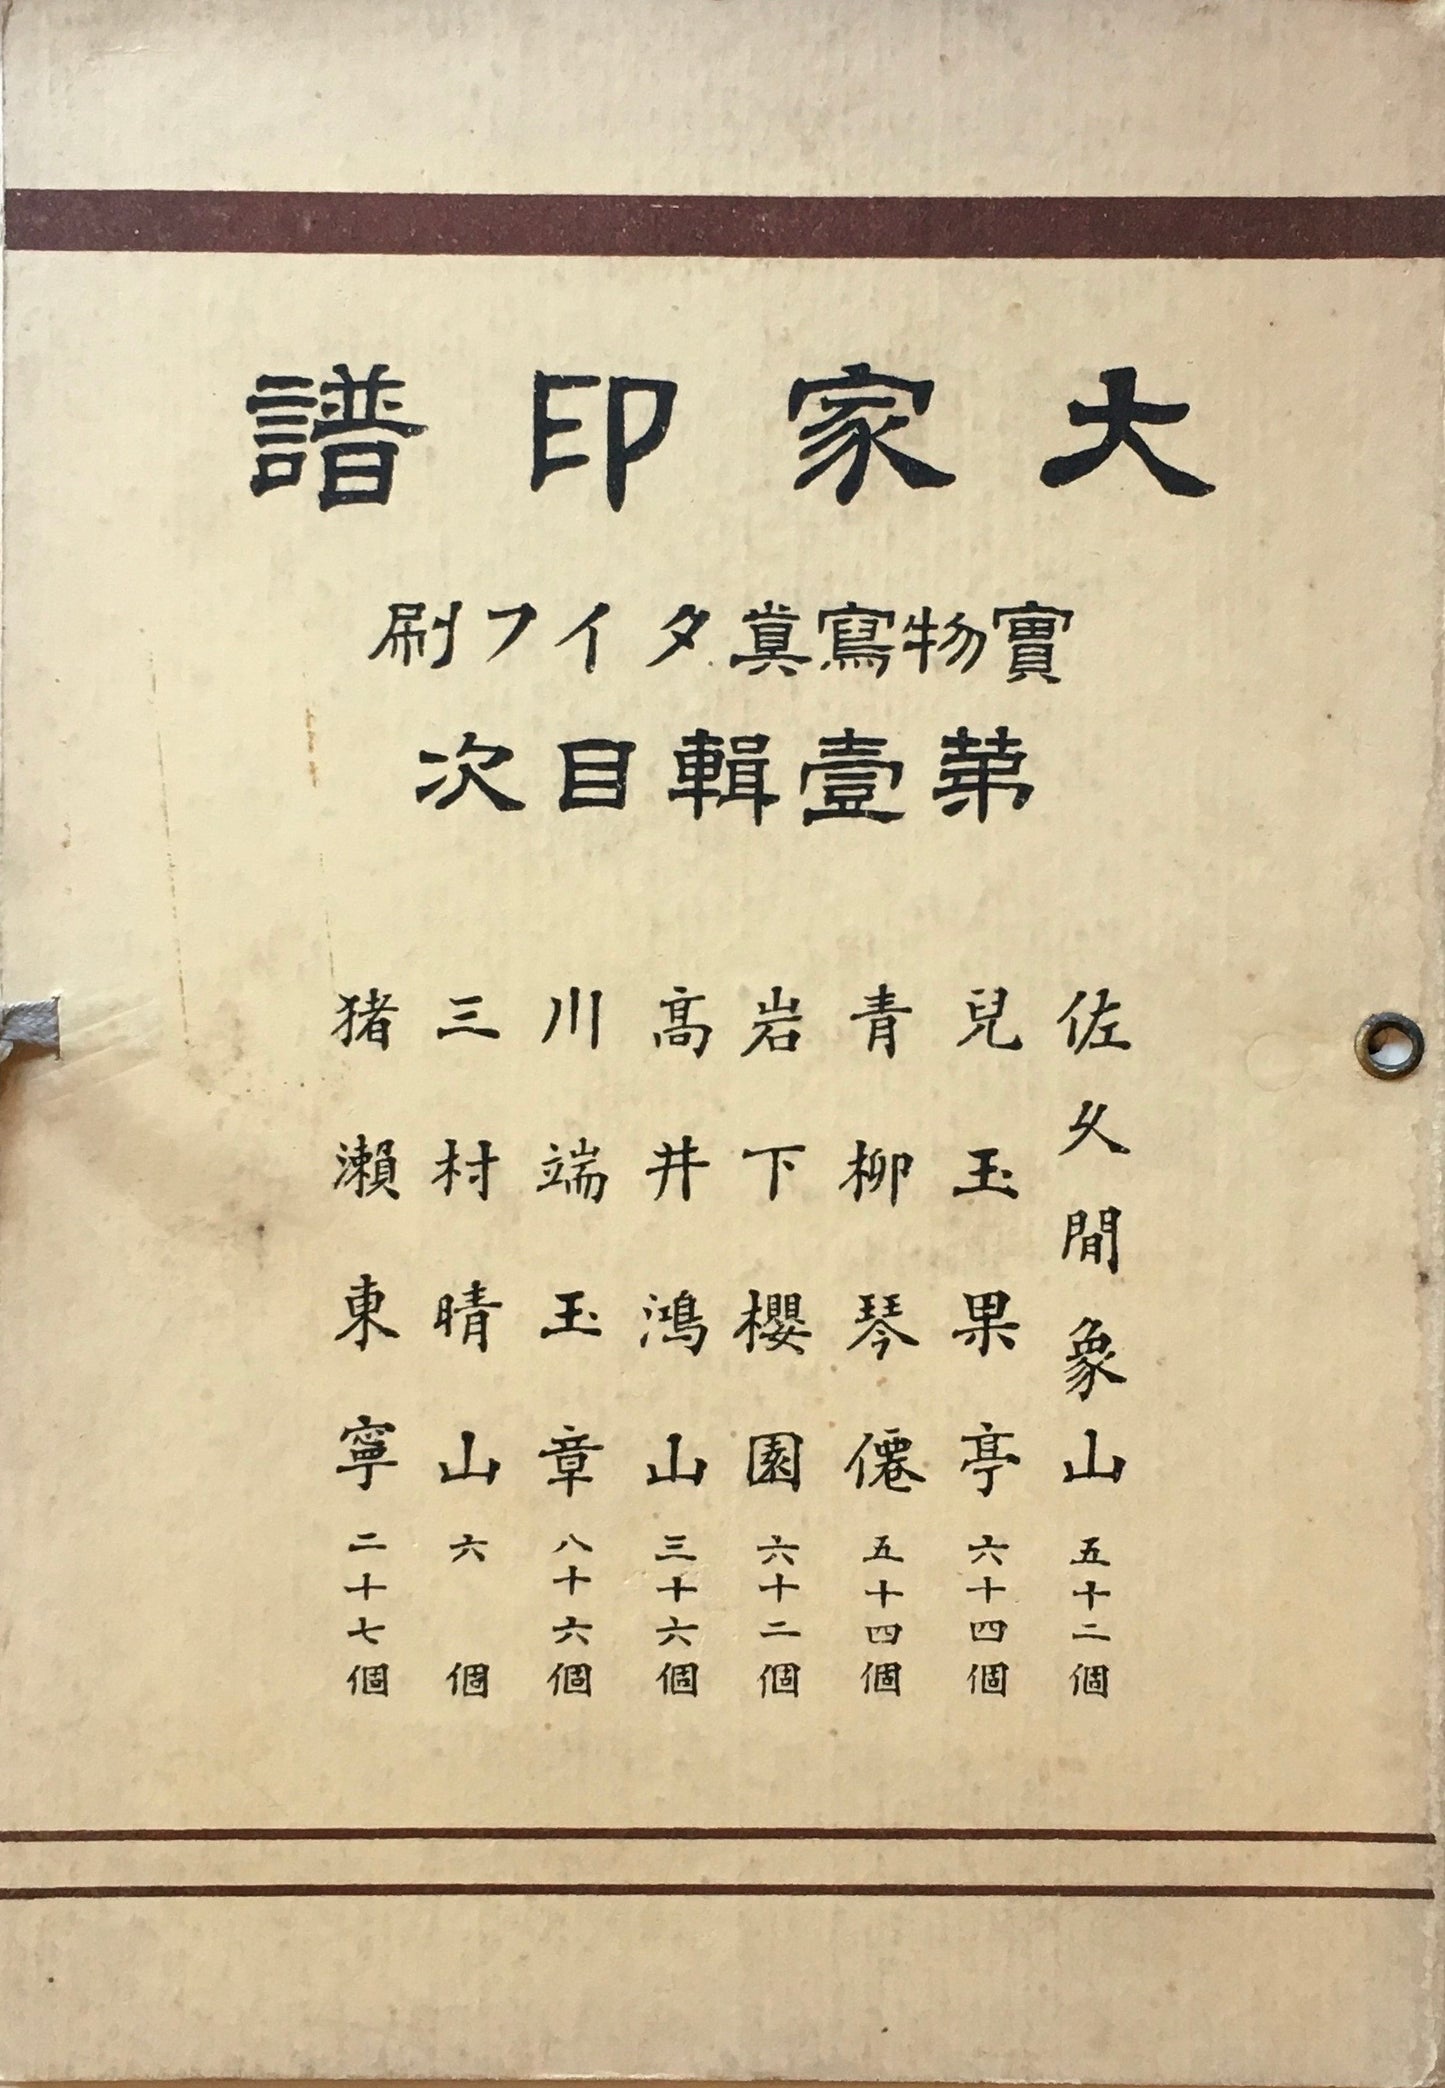 大家印譜
實物寫眞タイフ刷
苐壹輯目次
佐久間象山 五十二個
兒玉果亭 六十四個
青柳琴僊 五十四個
岩下櫻園 六十二個
高井鴻山 三十六個
川端玉章 八十六個
三村晴山 六個
猪瀨東寧 二十七個